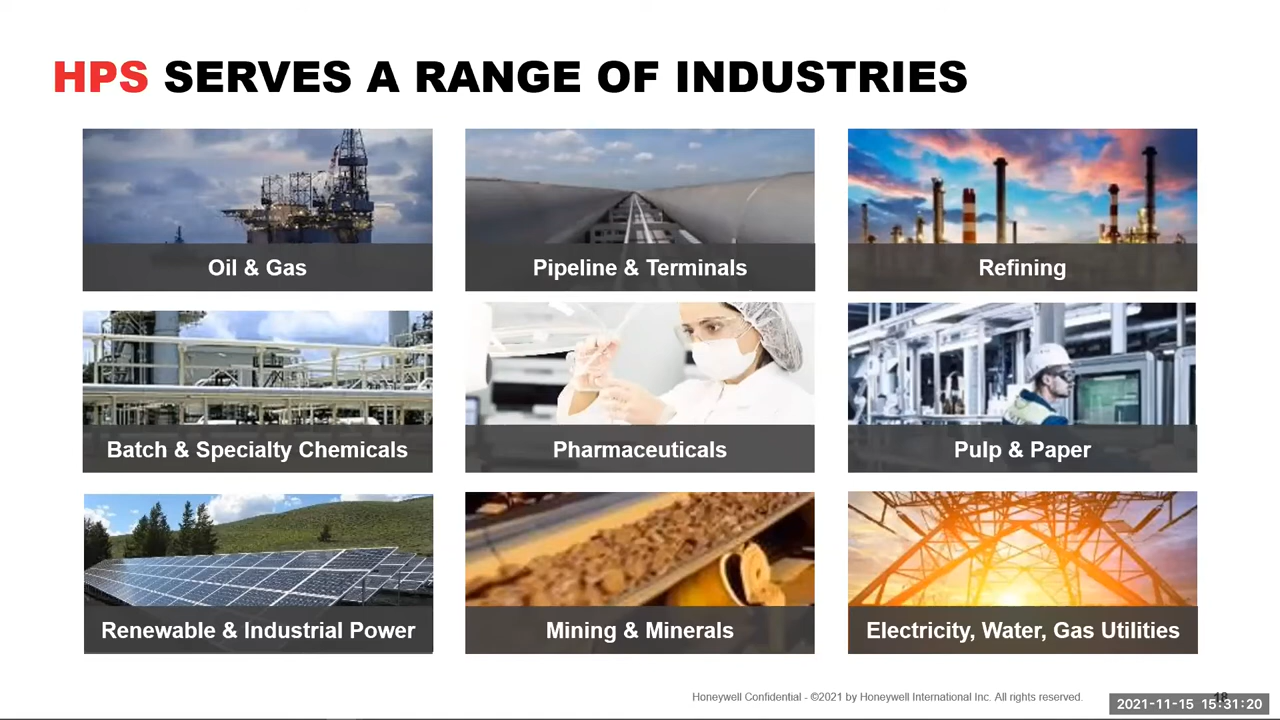 HPS SERVES A RANGE OF INDUSTRIES
Oil & Gas
Pipeline & Terminals
Refining
Batch & Specialty Chemicals
Pharmaceuticals
Pulp & Paper
Renewable & Industrial Power
Mining & Minerals
Electricity, Water, Gas Utilities
Honeywell Confidential - ©2021 by Honeywell International Inc. All rights reserved.
18
2021-11-15 15:31:20